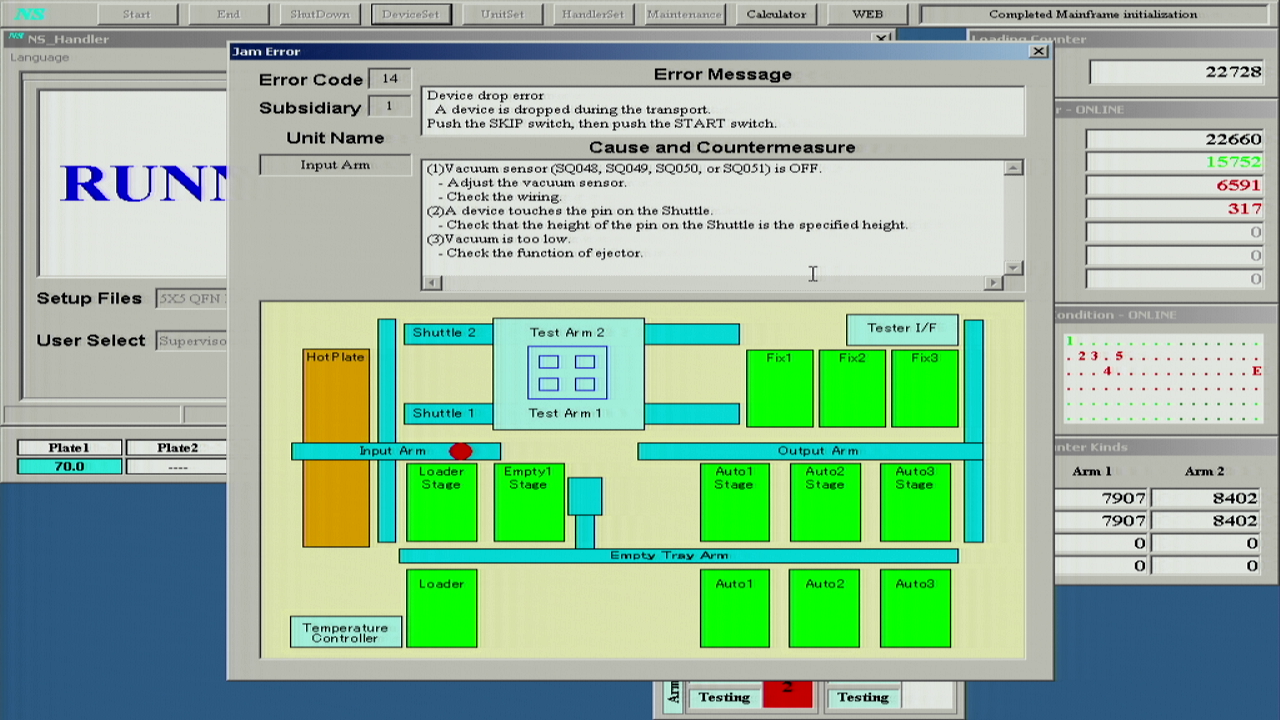 NS Start End ShutDown DeviceSet UnitSet HandlerSet Maintenance Calculator WEB Completed Mainframe initialization
NS NS_Handler
Language
RUNN
Setup Files 5X5 QFN
User Select Superviso
Plate1 Plate2
70.0 ----
Jam Error
Error Code 14
Subsidiary 1
Unit Name
Input Arm
Error Message
Device drop error
A device is dropped during the transport.
Push the SKIP switch, then push the START switch.
Cause and Countermeasure
(1)Vacuum sensor (SQ048, SQ049, SQ050, or SQ051) is OFF.
- Adjust the vacuum sensor.
- Check the wiring.
(2)A device touches the pin on the Shuttle.
- Check that the height of the pin on the Shuttle is the specified height.
(3)Vacuum is too low.
- Check the function of ejector.
Shuttle 2 Test Arm 2 Tester I/F
HotPlate Fix1 Fix2 Fix3
Shuttle 1 Test Arm 1
Input Arm Output Arm
Loader Stage Empty1 Stage Auto1 Stage Auto2 Stage Auto3 Stage
Empty Tray Arm
Loader Auto1 Auto2 Auto3
Temperature
Controller
Loading Counter
22728
r - ONLINE
22660
15752
6591
317
0
0
0
ondition - ONLINE
1
2 3 . 5
4 E
nter Kinds
Arm 1 Arm 2
7907 8402
7907 8402
0 0
0 0
Arm Testing 2 Testing